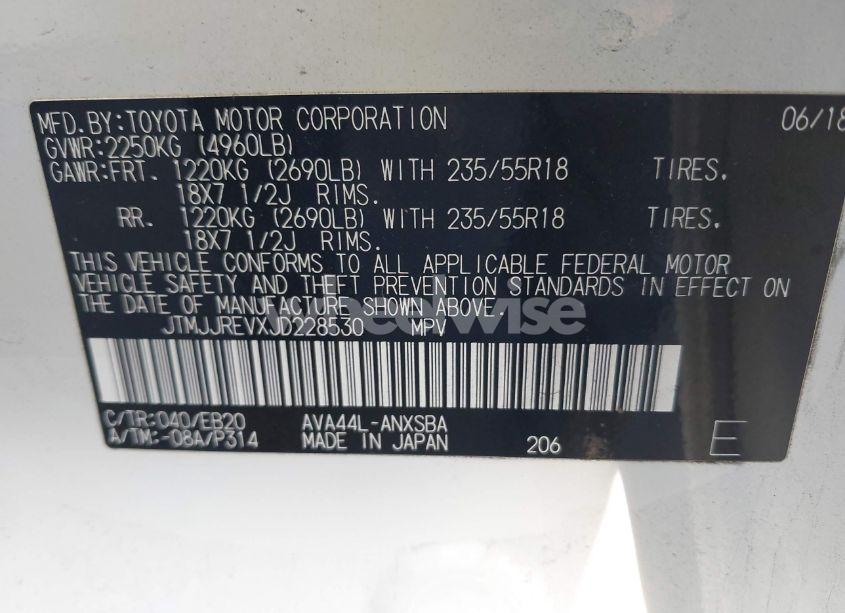 MFD.BY:TOYOTA MOTOR CORPORATION 06/18
GVWR:2250KG (4960LB)
GAWR:FRT. 1220KG (2690LB) WITH 235/55R18 TIRES.
18X7 1/2J RIMS.
RR. 1220KG (2690LB) WITH 235/55R18 TIRES.
18X7 1/2J RIMS.
THIS VEHICLE CONFORMS TO ALL APPLICABLE FEDERAL MOTOR
VEHICLE SAFETY AND THEFT PREVENTION STANDARDS IN EFFECT ON
THE DATE OF MANUFACTURE SHOWN ABOVE.
wheelwise
JTMJJREVXJD228530 MPV
C/TR:040/EB20 AVA44L-ANXSBA
A/TM:-08A/P314 MADE IN JAPAN 206 E